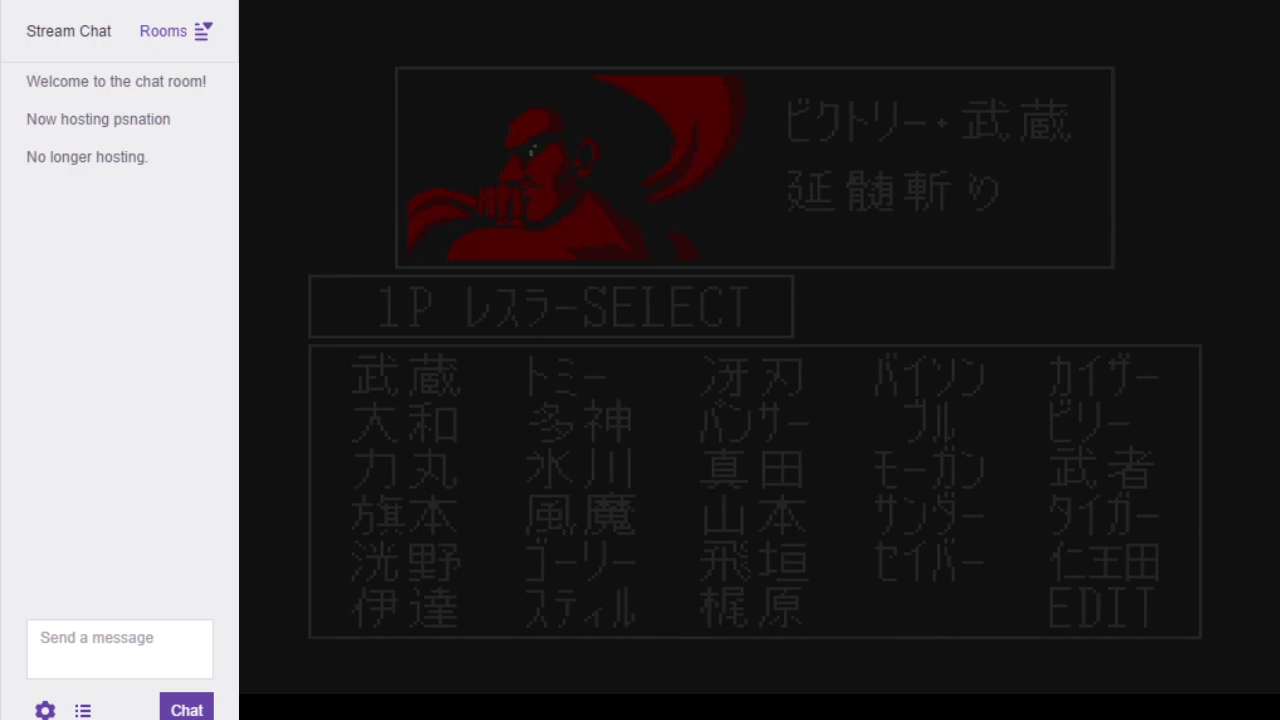 Stream Chat Rooms
Welcome to the chat room!
Now hosting psnation
No longer hosting.
Send a message
Chat
ビクトリー・武蔵
延髄斬り
1P レスラーSELECT
武蔵 トミー 冴刃 バイソン カイザー
大和 多神 パンサー ブル ビリー
力丸 氷川 真田 モーガン 武者
旗本 風魔 山本 サンダー タイガー
洸野 ゴーリー 飛垣 セイバー 仁王田
伊達 スティル 梶原 EDIT